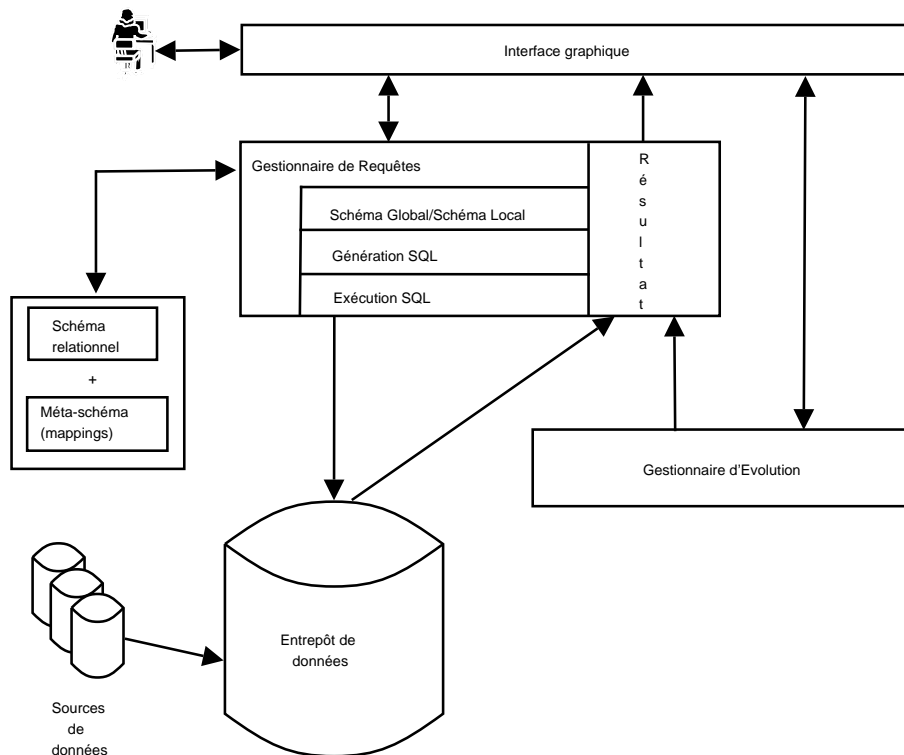 Interface graphique
Gestionnaire de Requêtes
Schéma Global/Schéma Local
Génération SQL
Exécution SQL
R
é
s
u
l
t
a
t
Schéma
relationnel
+
Méta-schéma
(mappings)
Gestionnaire d'Evolution
Entrepôt de
données
Sources
de
données